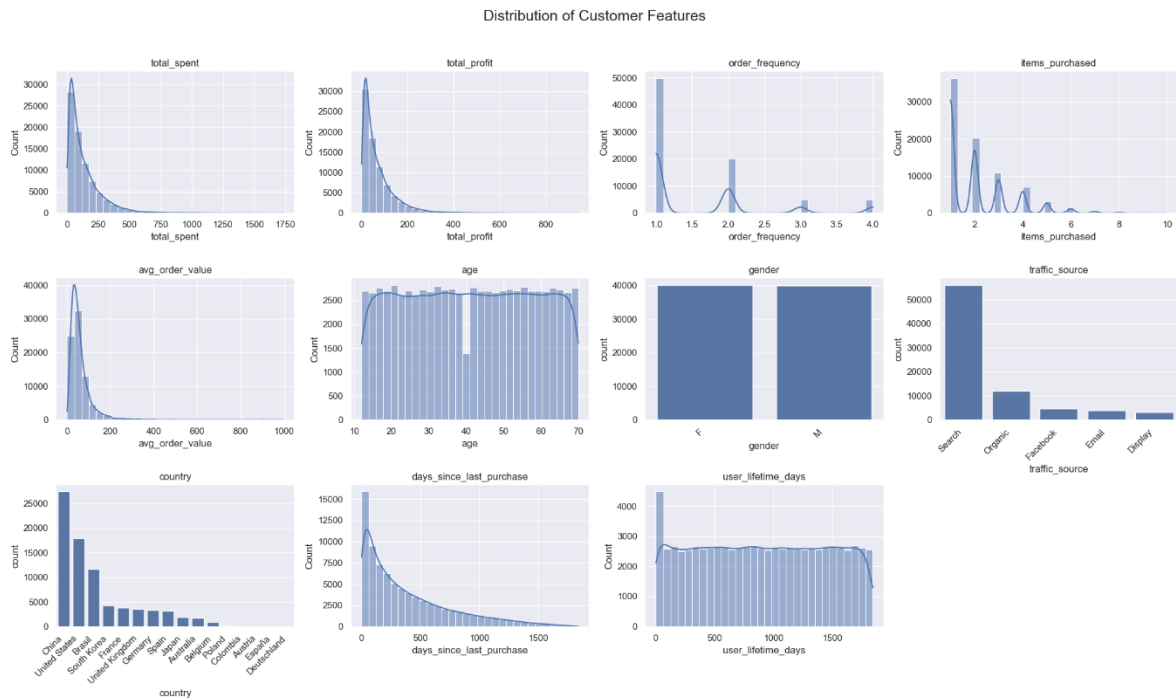 Distribution of Customer Features
total_spent
Count
30000
25000
20000
15000
10000
5000
0
0 250 500 750 1000 1250 1500 1750
total_spent
total_profit
Count
30000
25000
20000
15000
10000
5000
0
0 200 400 600 800
total_profit
order_frequency
Count
50000
40000
30000
20000
10000
0
1.0 1.5 2.0 2.5 3.0 3.5 4.0
order_frequency
items_purchased
Count
30000
20000
10000
0
2 4 6 8 10
items_purchased
avg_order_value
Count
40000
30000
20000
10000
0
0 200 400 600 800 1000
avg_order_value
age
Count
2500
2000
1500
1000
500
0
10 20 30 40 50 60 70
age
gender
count
40000
30000
20000
10000
0
F M
gender
traffic_source
count
50000
40000
30000
20000
10000
0
Search Organic Facebook Email Display
traffic_source
country
count
25000
20000
15000
10000
5000
0
China
United States
Brasil
South Korea
France
United Kingdom
Germany
Spain
Japan
Australia
Belgium
Poland
Colombia
Austria
España
Deutschland
country
days_since_last_purchase
Count
15000
12500
10000
7500
5000
2500
0
0 500 1000 1500
days_since_last_purchase
user_lifetime_days
Count
4000
3000
2000
1000
0
0 500 1000 1500
user_lifetime_days